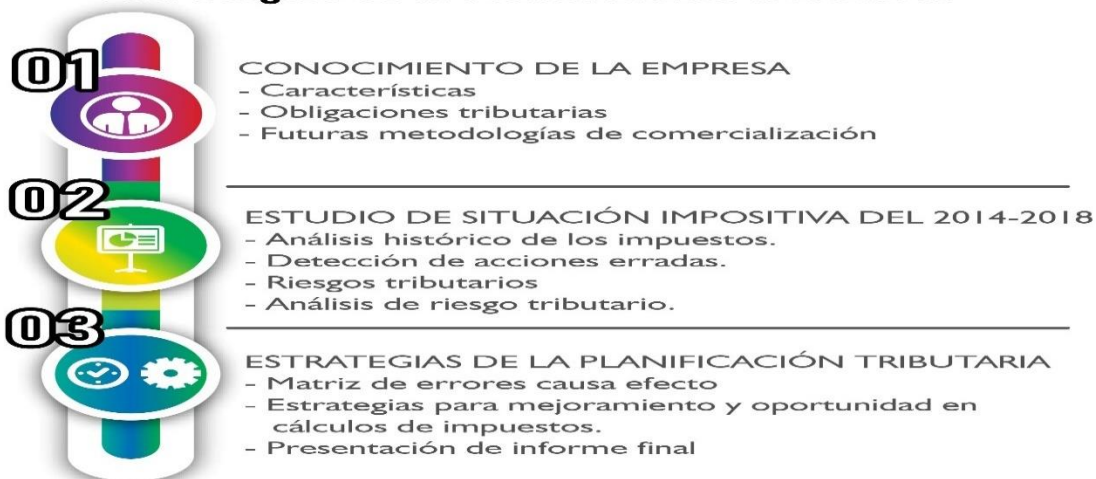 01
CONOCIMIENTO DE LA EMPRESA
- Características
- Obligaciones tributarias
- Futuras metodologías de comercialización
02
ESTUDIO DE SITUACIÓN IMPOSITIVA DEL 2014-2018
- Análisis histórico de los impuestos.
- Detección de acciones erradas.
- Riesgos tributarios
- Análisis de riesgo tributario.
03
ESTRATEGIAS DE LA PLANIFICACIÓN TRIBUTARIA
- Matriz de errores causa efecto
- Estrategias para mejoramiento y oportunidad en
cálculos de impuestos.
- Presentación de informe final